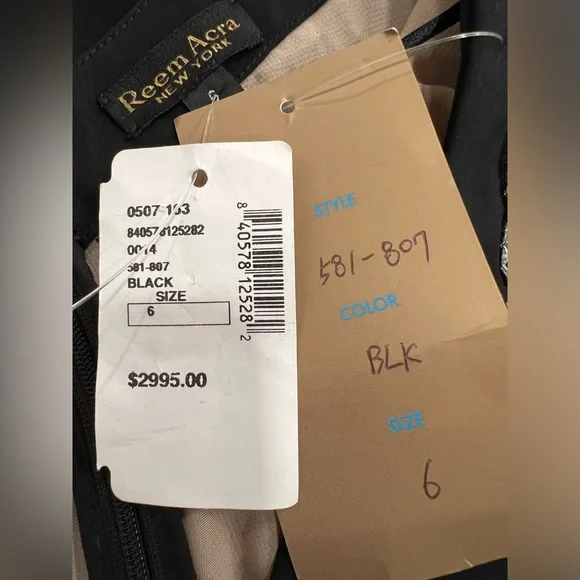 Reem Acra
NEW YORK
6
0507 163
840578125282
0014
581-807
BLACK
SIZE
6
$2995.00
8 40578 12528 2
STYLE
581-807
COLOR
BLK
SIZE
6